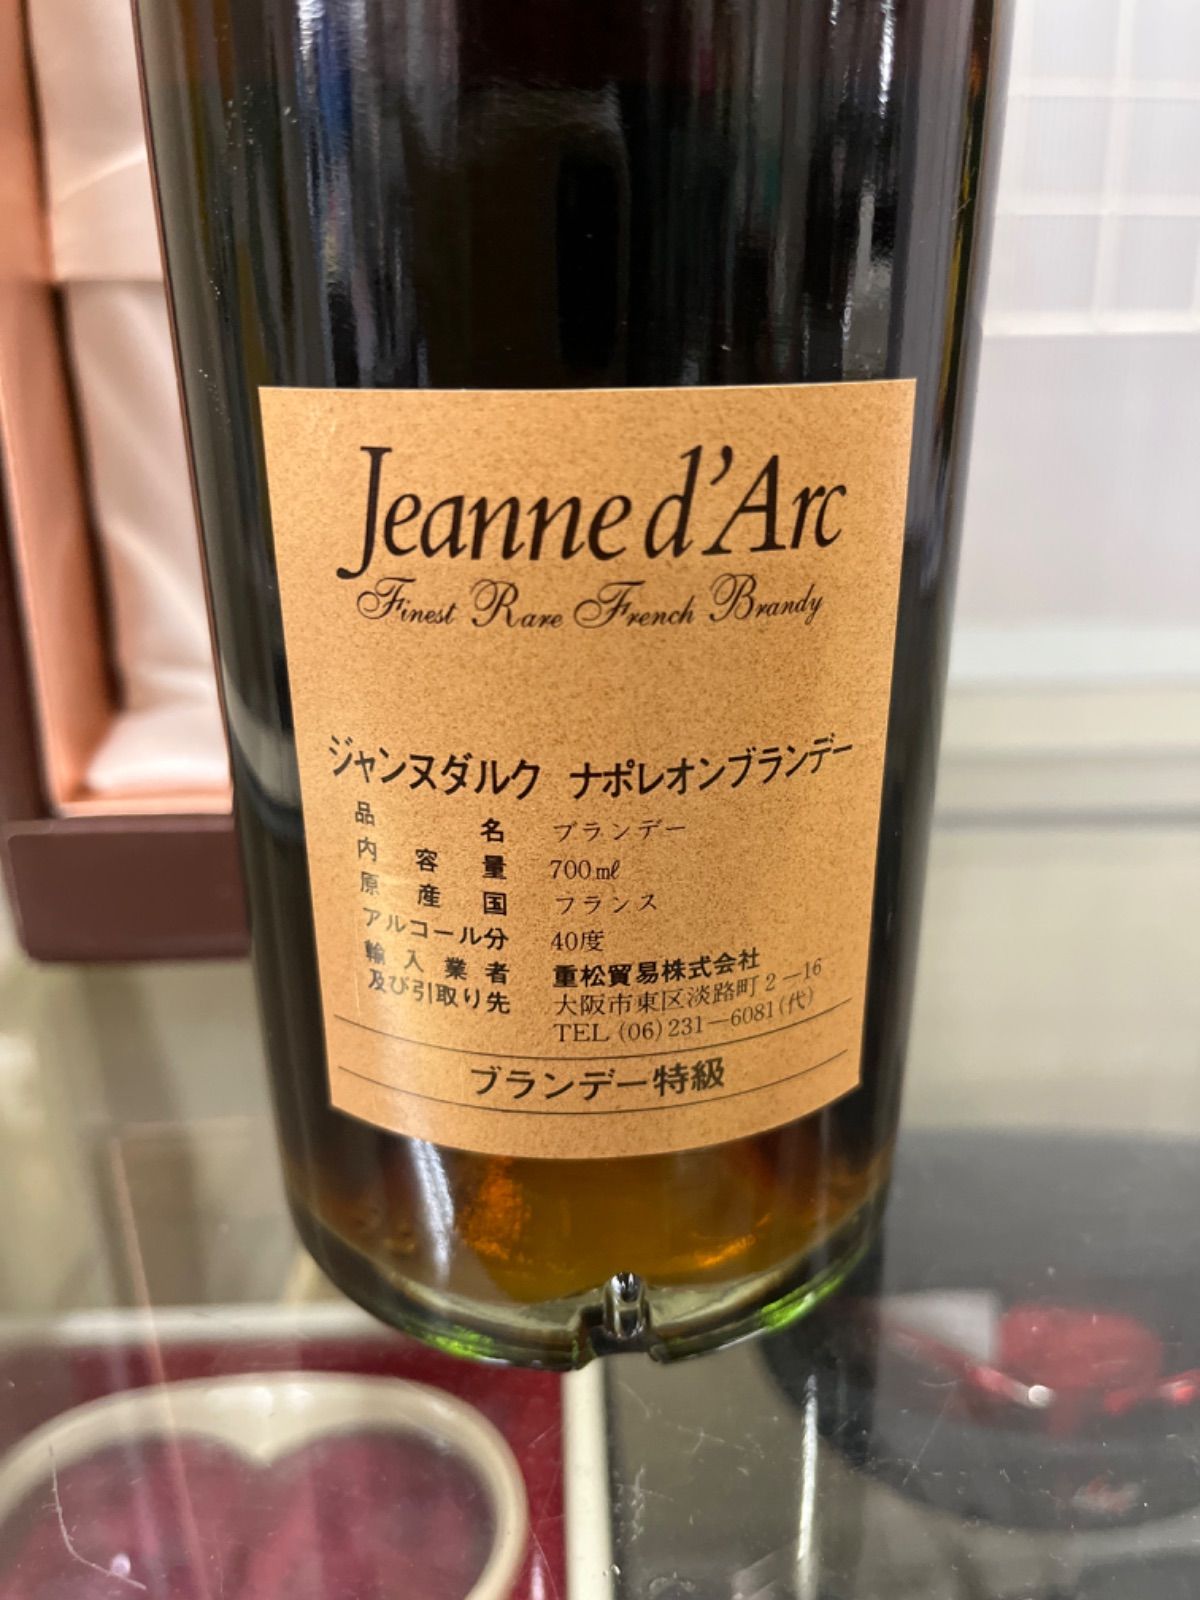 Jeanne d'Arc
Finest Rare French Brandy
ジャンヌダルク ナポレオンブランデー
品名 ブランデー
内容量 700㎖
原産国 フランス
アルコール分 40度
輸入業者 重松貿易株式会社
及び引取り先 大阪市東区淡路町2−16
TEL (06)231−6081(代)
ブランデー特級